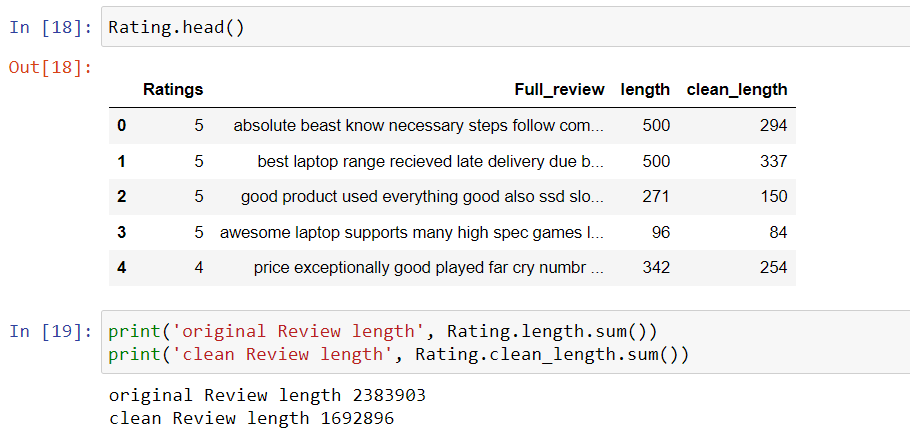 In [18]: Rating.head()
Out[18]:
Ratings Full_review length clean_length
0 5 absolute beast know necessary steps follow com... 500 294
1 5 best laptop range recieved late delivery due b... 500 337
2 5 good product used everything good also ssd slo... 271 150
3 5 awesome laptop supports many high spec games l... 96 84
4 4 price exceptionally good played far cry numbr ... 342 254
In [19]: print('original Review length', Rating.length.sum())
print('clean Review length', Rating.clean_length.sum())
original Review length 2383903
clean Review length 1692896